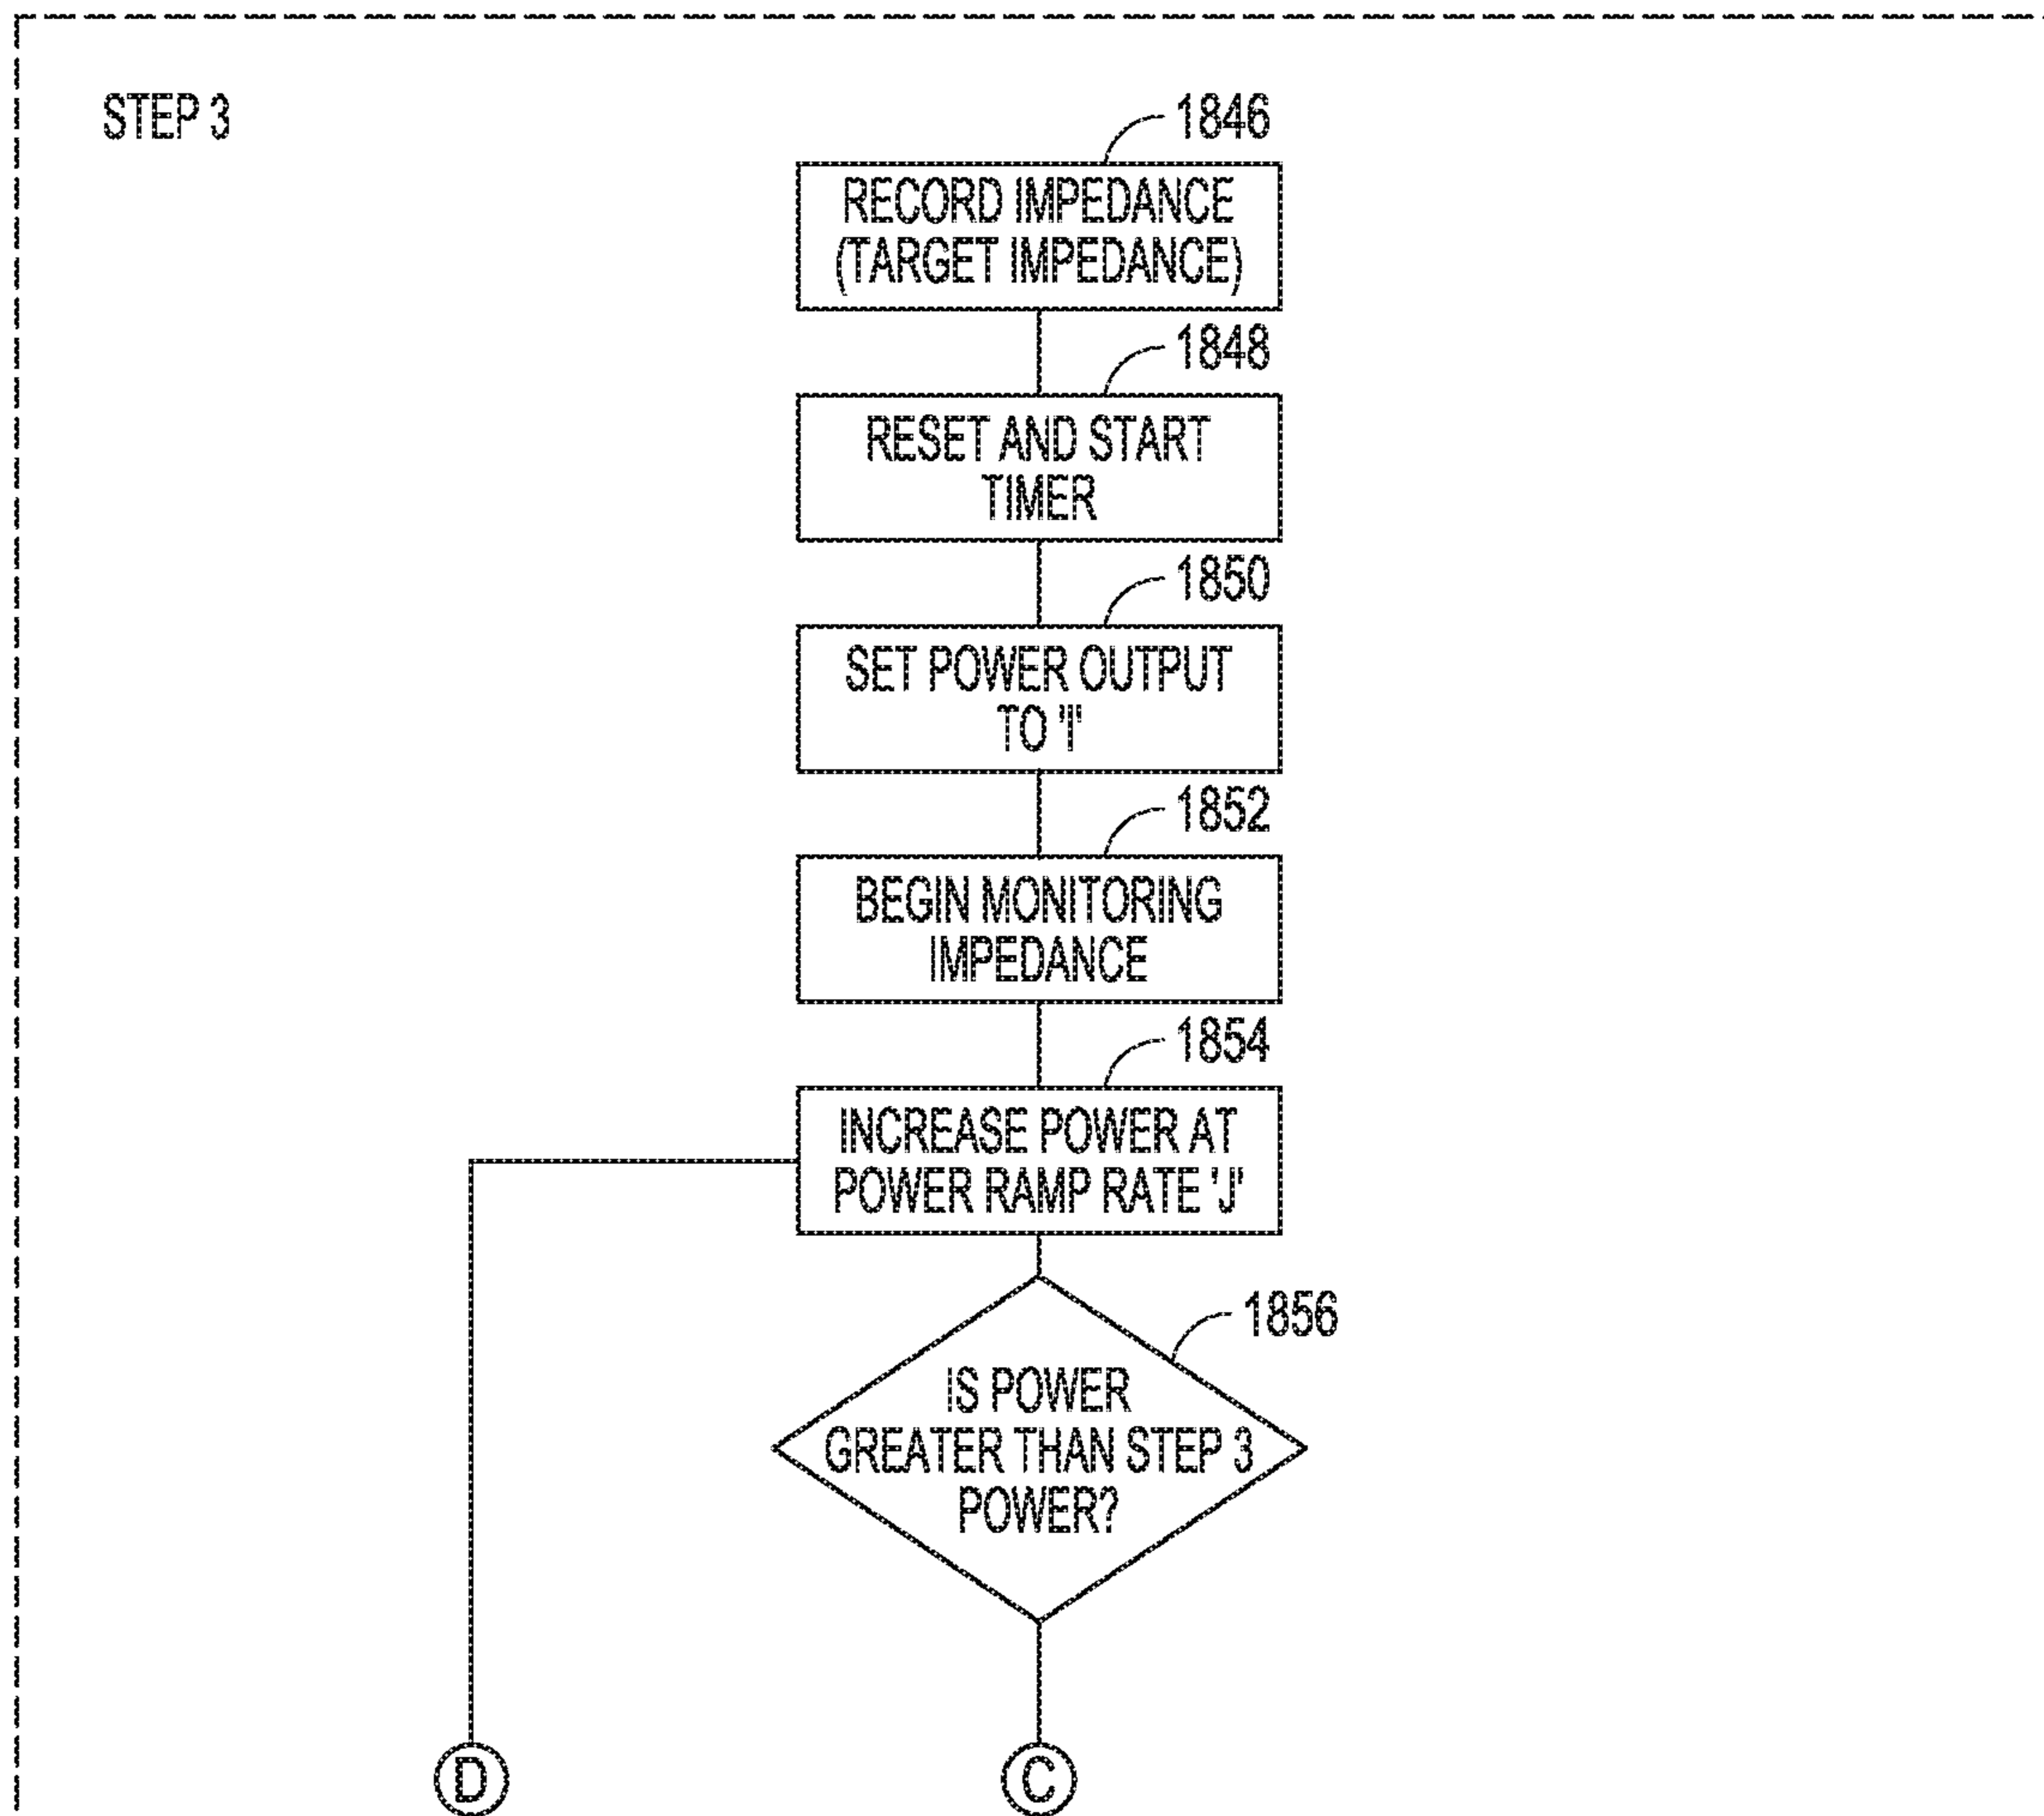 STEP 3
1846
RECORD IMPEDANCE
(TARGET IMPEDANCE)
1848
RESET AND START
TIMER
1850
SET POWER OUTPUT
TO 'I'
1852
BEGIN MONITORING
IMPEDANCE
1854
INCREASE POWER AT
POWER RAMP RATE 'J'
1856
IS POWER
GREATER THAN STEP 3
POWER?
D
C